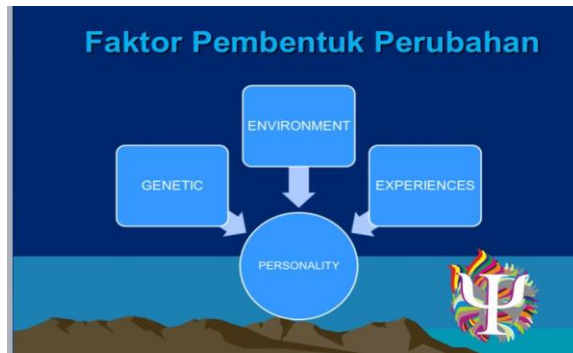 Faktor Pembentuk Perubahan
ENVIRONMENT
GENETIC
EXPERIENCES
PERSONALITY
Ψ